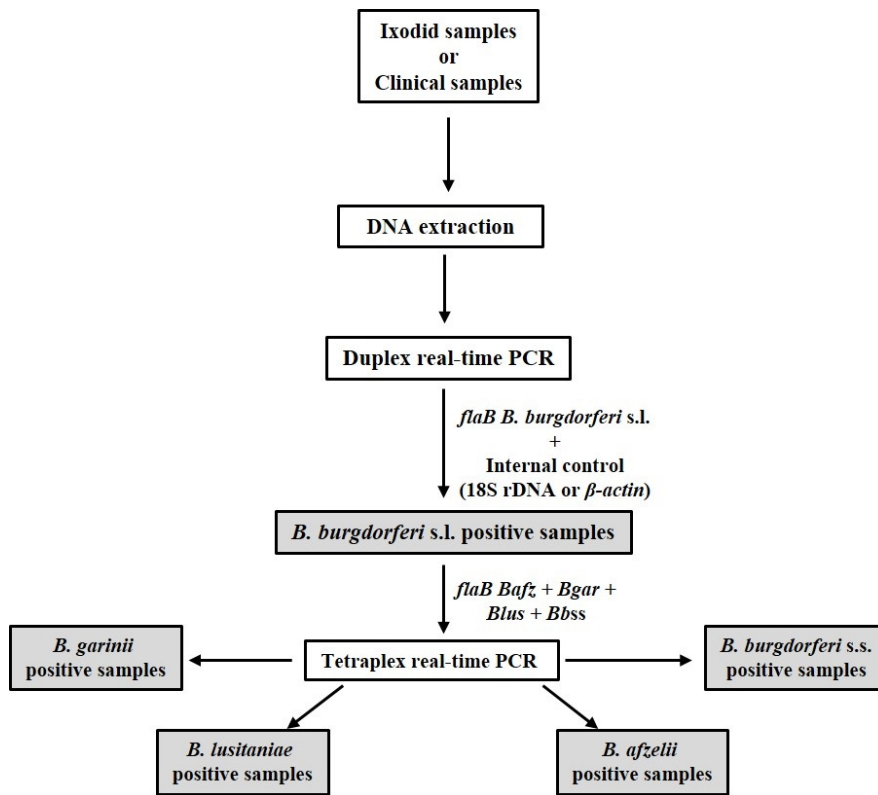 Ixodid samples
or
Clinical samples
DNA extraction
Duplex real-time PCR
flaB B. burgdorferi s.l.
+
Internal control
(18S rDNA or β-actin)
B. burgdorferi s.l. positive samples
flaB Bafz + Bgar +
Blus + Bbss
B. garinii
positive samples
Tetraplex real-time PCR
B. burgdorferi s.s.
positive samples
B. lusitaniae
positive samples
B. afzelii
positive samples